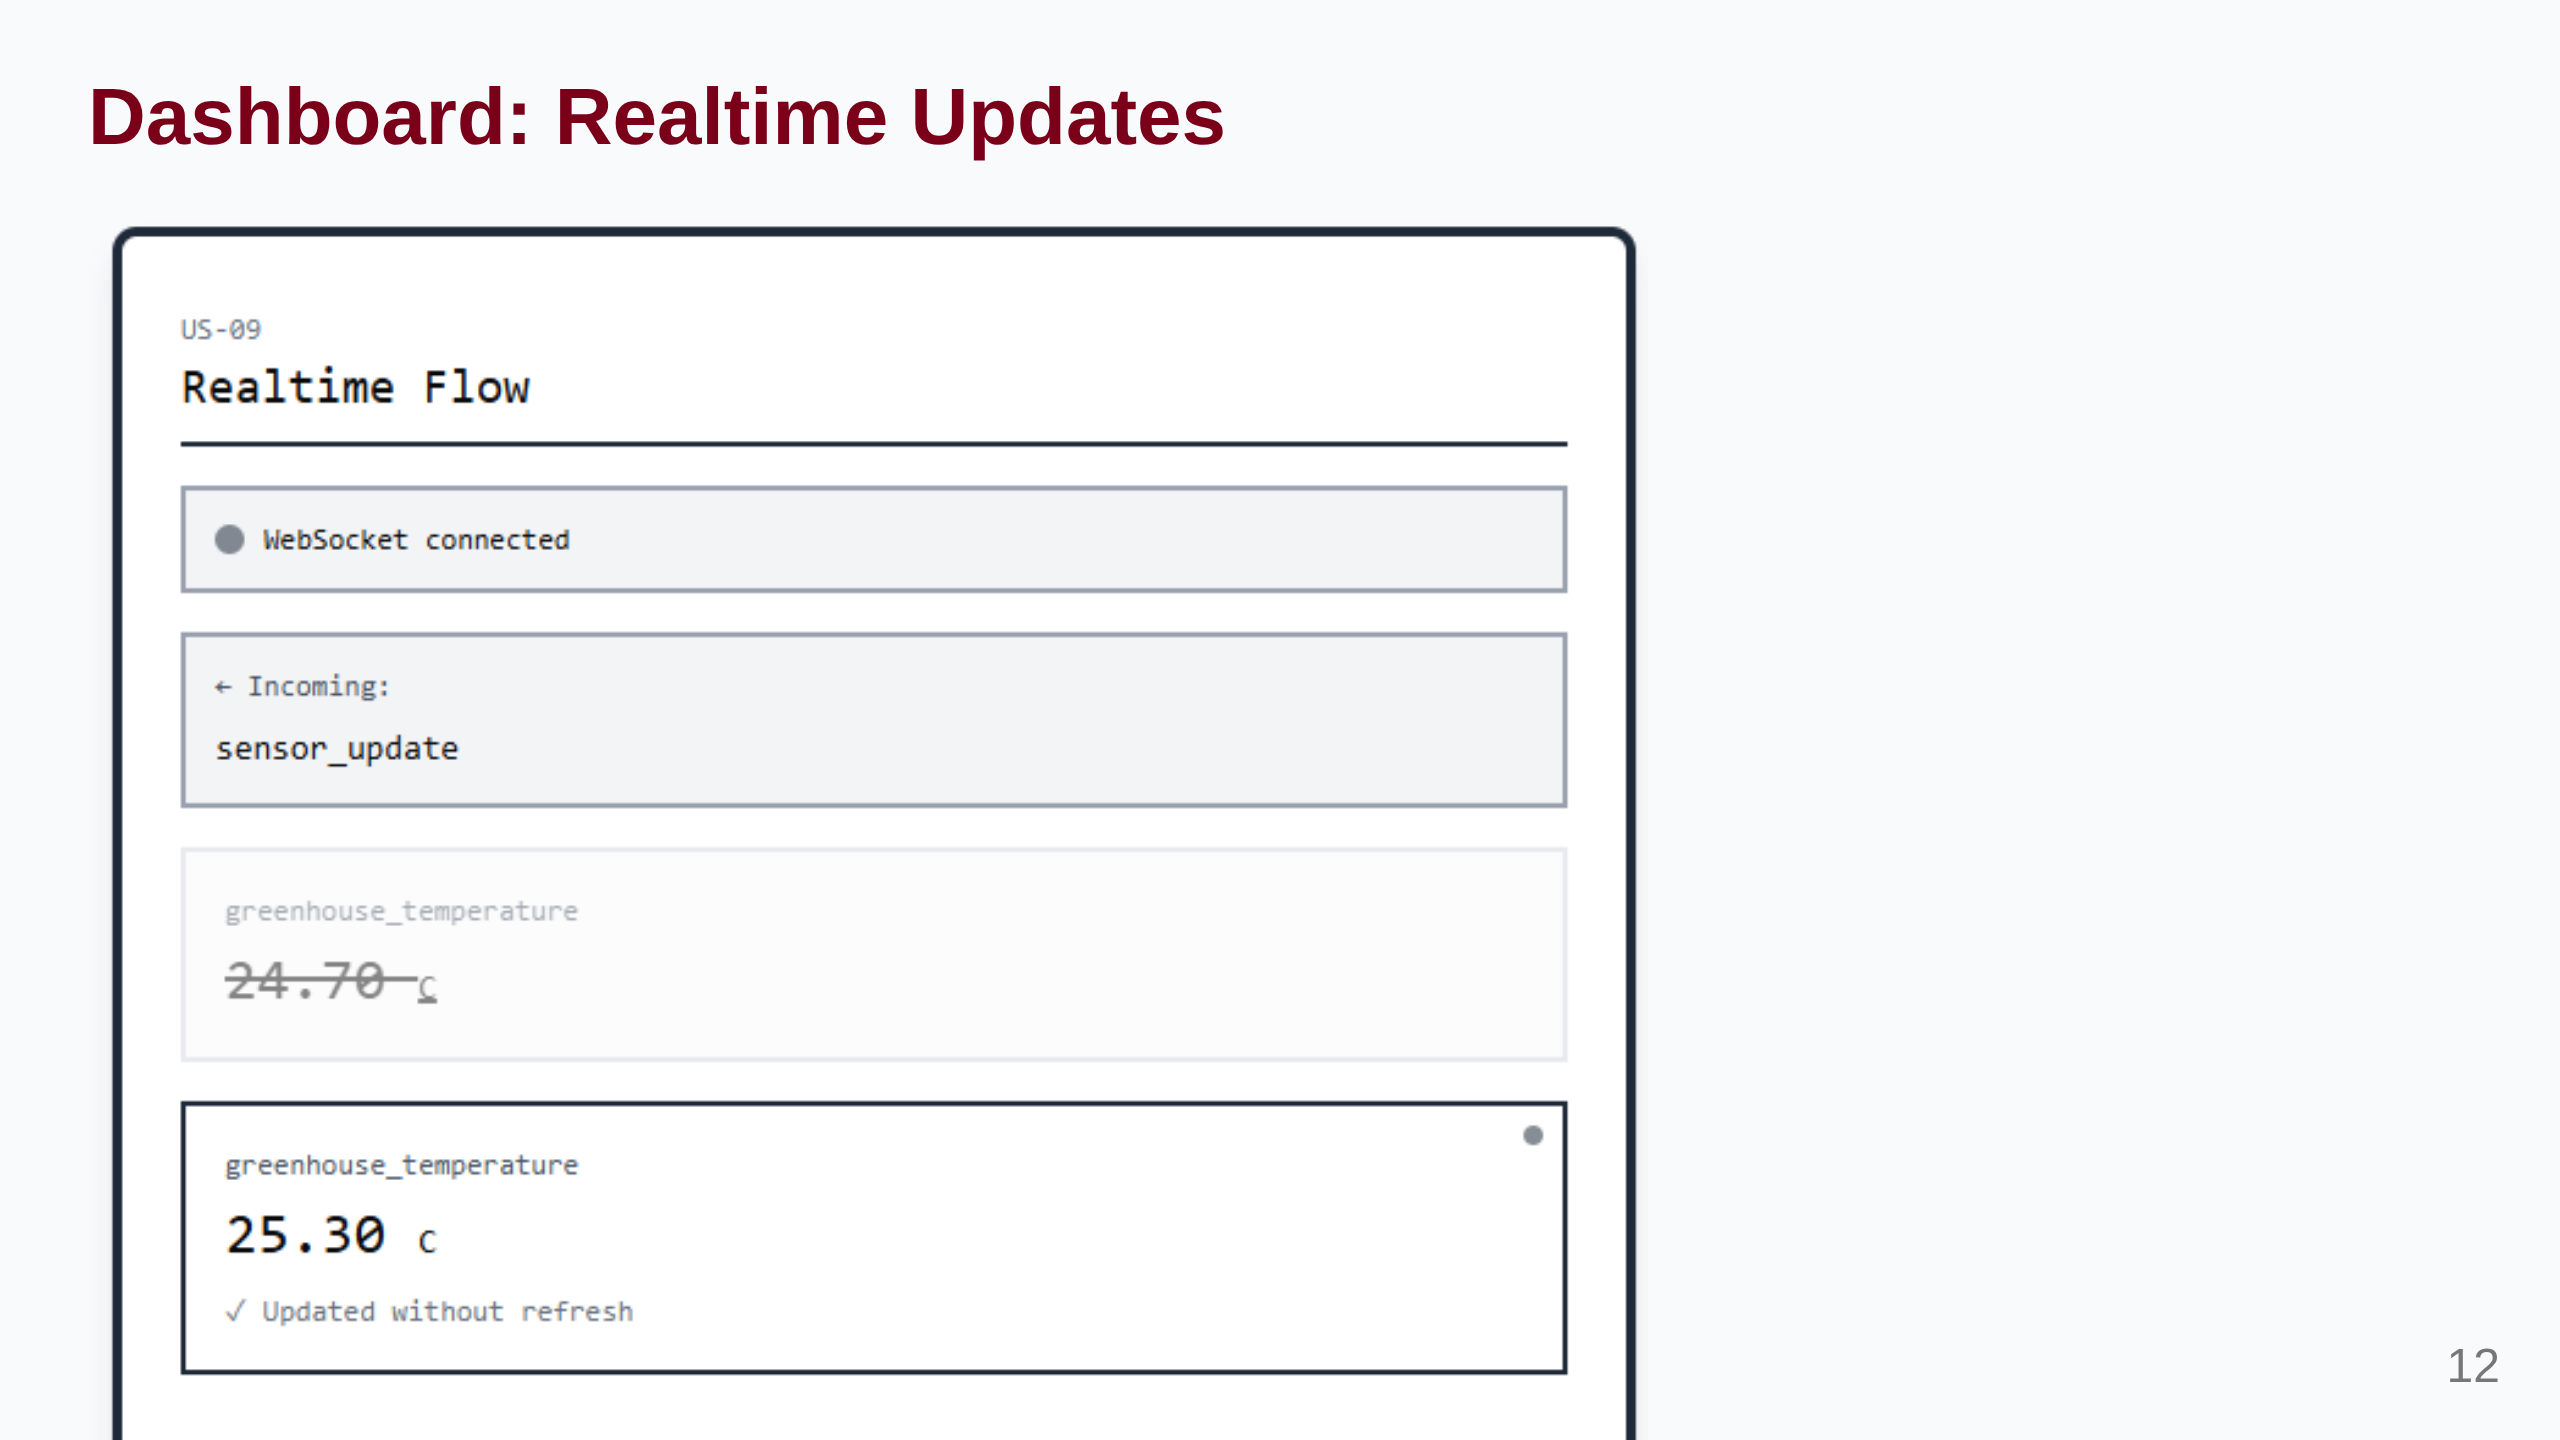 Dashboard: Realtime Updates
US-09
Realtime Flow
WebSocket connected
← Incoming:
sensor_update
greenhouse_temperature
24.70 C
greenhouse_temperature
25.30 C
✓ Updated without refresh
12